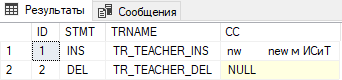 Результаты Сообщения
ID STMT TRNAME CC
1 1 INS TR_TEACHER_INS nw new м ИСиТ
2 2 DEL TR_TEACHER_DEL NULL